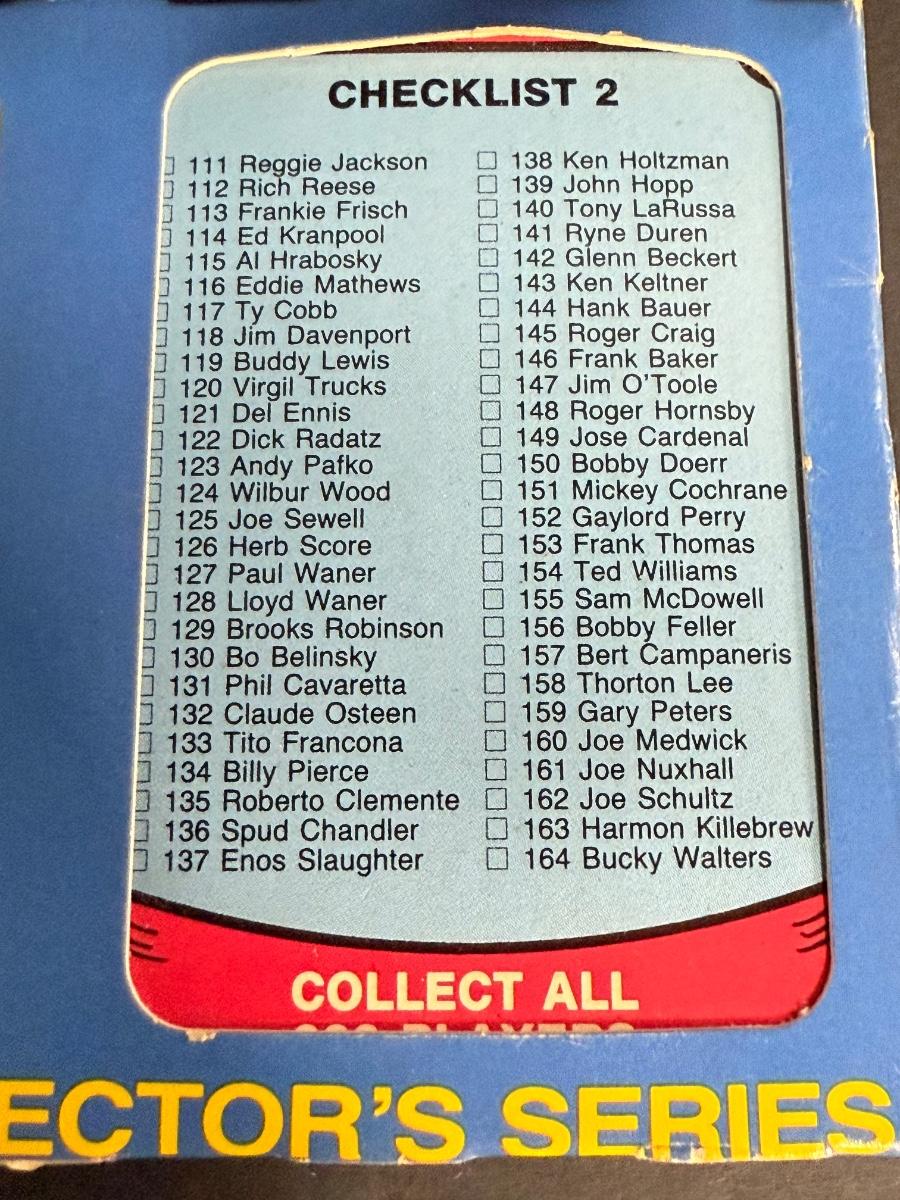 CHECKLIST 2
111 Reggie Jackson
112 Rich Reese
113 Frankie Frisch
114 Ed Kranpool
115 Al Hrabosky
116 Eddie Mathews
117 Ty Cobb
118 Jim Davenport
119 Buddy Lewis
120 Virgil Trucks
121 Del Ennis
122 Dick Radatz
123 Andy Pafko
124 Wilbur Wood
125 Joe Sewell
126 Herb Score
127 Paul Waner
128 Lloyd Waner
129 Brooks Robinson
130 Bo Belinsky
131 Phil Cavaretta
132 Claude Osteen
133 Tito Francona
134 Billy Pierce
135 Roberto Clemente
136 Spud Chandler
137 Enos Slaughter
138 Ken Holtzman
139 John Hopp
140 Tony LaRussa
141 Ryne Duren
142 Glenn Beckert
143 Ken Keltner
144 Hank Bauer
145 Roger Craig
146 Frank Baker
147 Jim O'Toole
148 Roger Hornsby
149 Jose Cardenal
150 Bobby Doerr
151 Mickey Cochrane
152 Gaylord Perry
153 Frank Thomas
154 Ted Williams
155 Sam McDowell
156 Bobby Feller
157 Bert Campaneris
158 Thorton Lee
159 Gary Peters
160 Joe Medwick
161 Joe Nuxhall
162 Joe Schultz
163 Harmon Killebrew
164 Bucky Walters
COLLECT ALL
PLAYERS
ECTOR'S SERIES